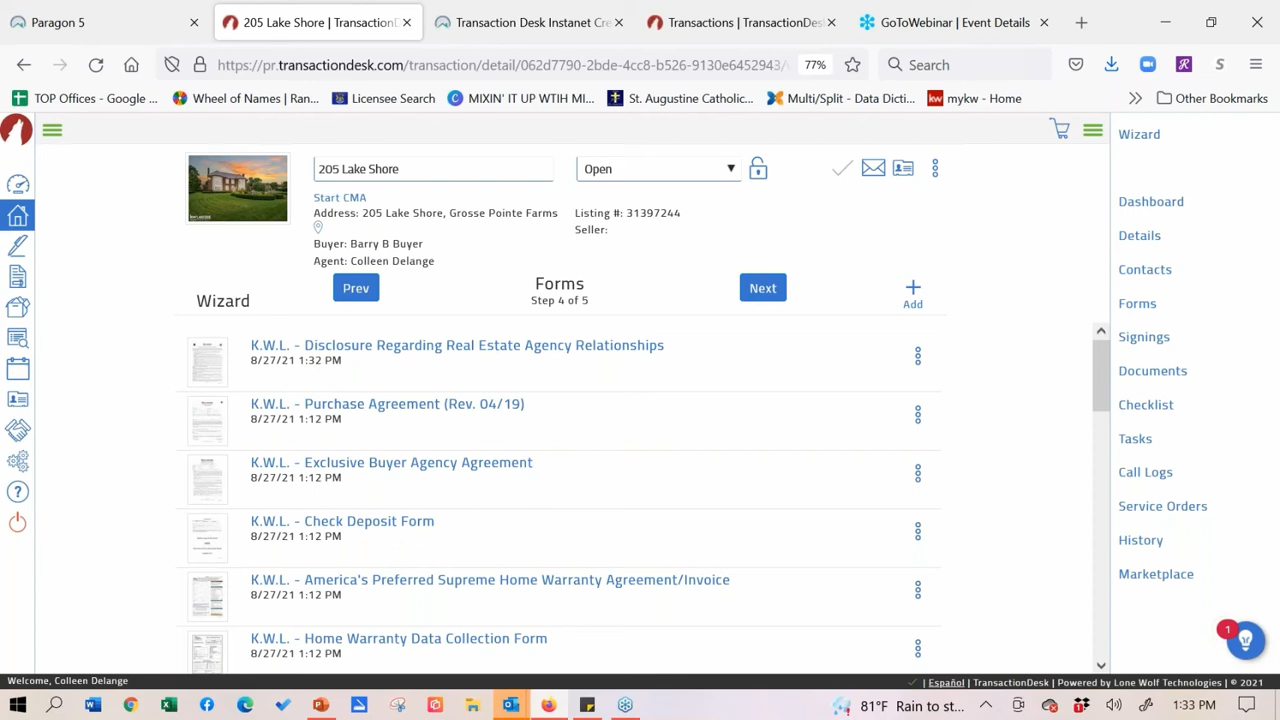 Paragon 5
205 Lake Shore | TransactionD
Transaction Desk Instanet Cre
Transactions | TransactionDes
GoToWebinar | Event Details
https://pr.transactiondesk.com/transaction/detail/062d7790-2bde-4cc8-b526-9130e6452943/
77%
Search
TOP Offices - Google ...
Wheel of Names | Ran...
Licensee Search
MIXIN' IT UP WTIH MI...
St. Augustine Catholic...
Multi/Split - Data Dicti...
mykw - Home
Other Bookmarks
205 Lake Shore
Open
Start CMA
Address: 205 Lake Shore, Grosse Pointe Farms
Listing #: 31397244
Seller:
Buyer: Barry B Buyer
Agent: Colleen Delange
Wizard
Prev
Forms
Step 4 of 5
Next
Add
K.W.L. - Disclosure Regarding Real Estate Agency Relationships
8/27/21 1:32 PM
K.W.L. - Purchase Agreement (Rev. 04/19)
8/27/21 1:12 PM
K.W.L. - Exclusive Buyer Agency Agreement
8/27/21 1:12 PM
K.W.L. - Check Deposit Form
8/27/21 1:12 PM
K.W.L. - America's Preferred Supreme Home Warranty Agreement/Invoice
8/27/21 1:12 PM
K.W.L. - Home Warranty Data Collection Form
8/27/21 1:12 PM
Wizard
Dashboard
Details
Contacts
Forms
Signings
Documents
Checklist
Tasks
Call Logs
Service Orders
History
Marketplace
1
Welcome, Colleen Delange
| Español | TransactionDesk | Powered by Lone Wolf Technologies | © 2021
81°F Rain to st...
1:33 PM